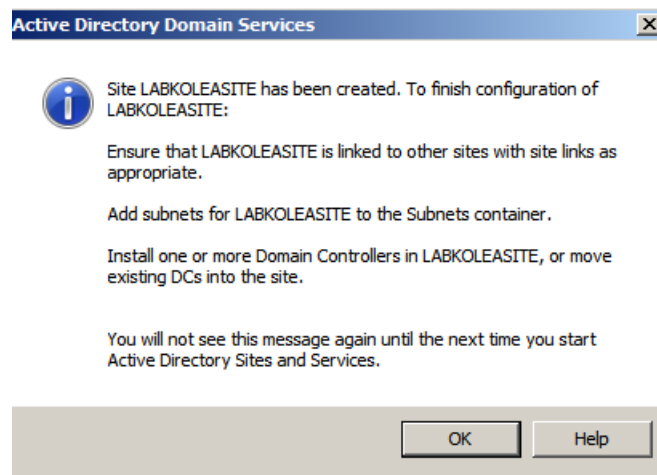 Active Directory Domain Services
Site LABKOLEASITE has been created. To finish configuration of
LABKOLEASITE:
Ensure that LABKOLEASITE is linked to other sites with site links as
appropriate.
Add subnets for LABKOLEASITE to the Subnets container.
Install one or more Domain Controllers in LABKOLEASITE, or move
existing DCs into the site.
You will not see this message again until the next time you start
Active Directory Sites and Services.
OK
Help